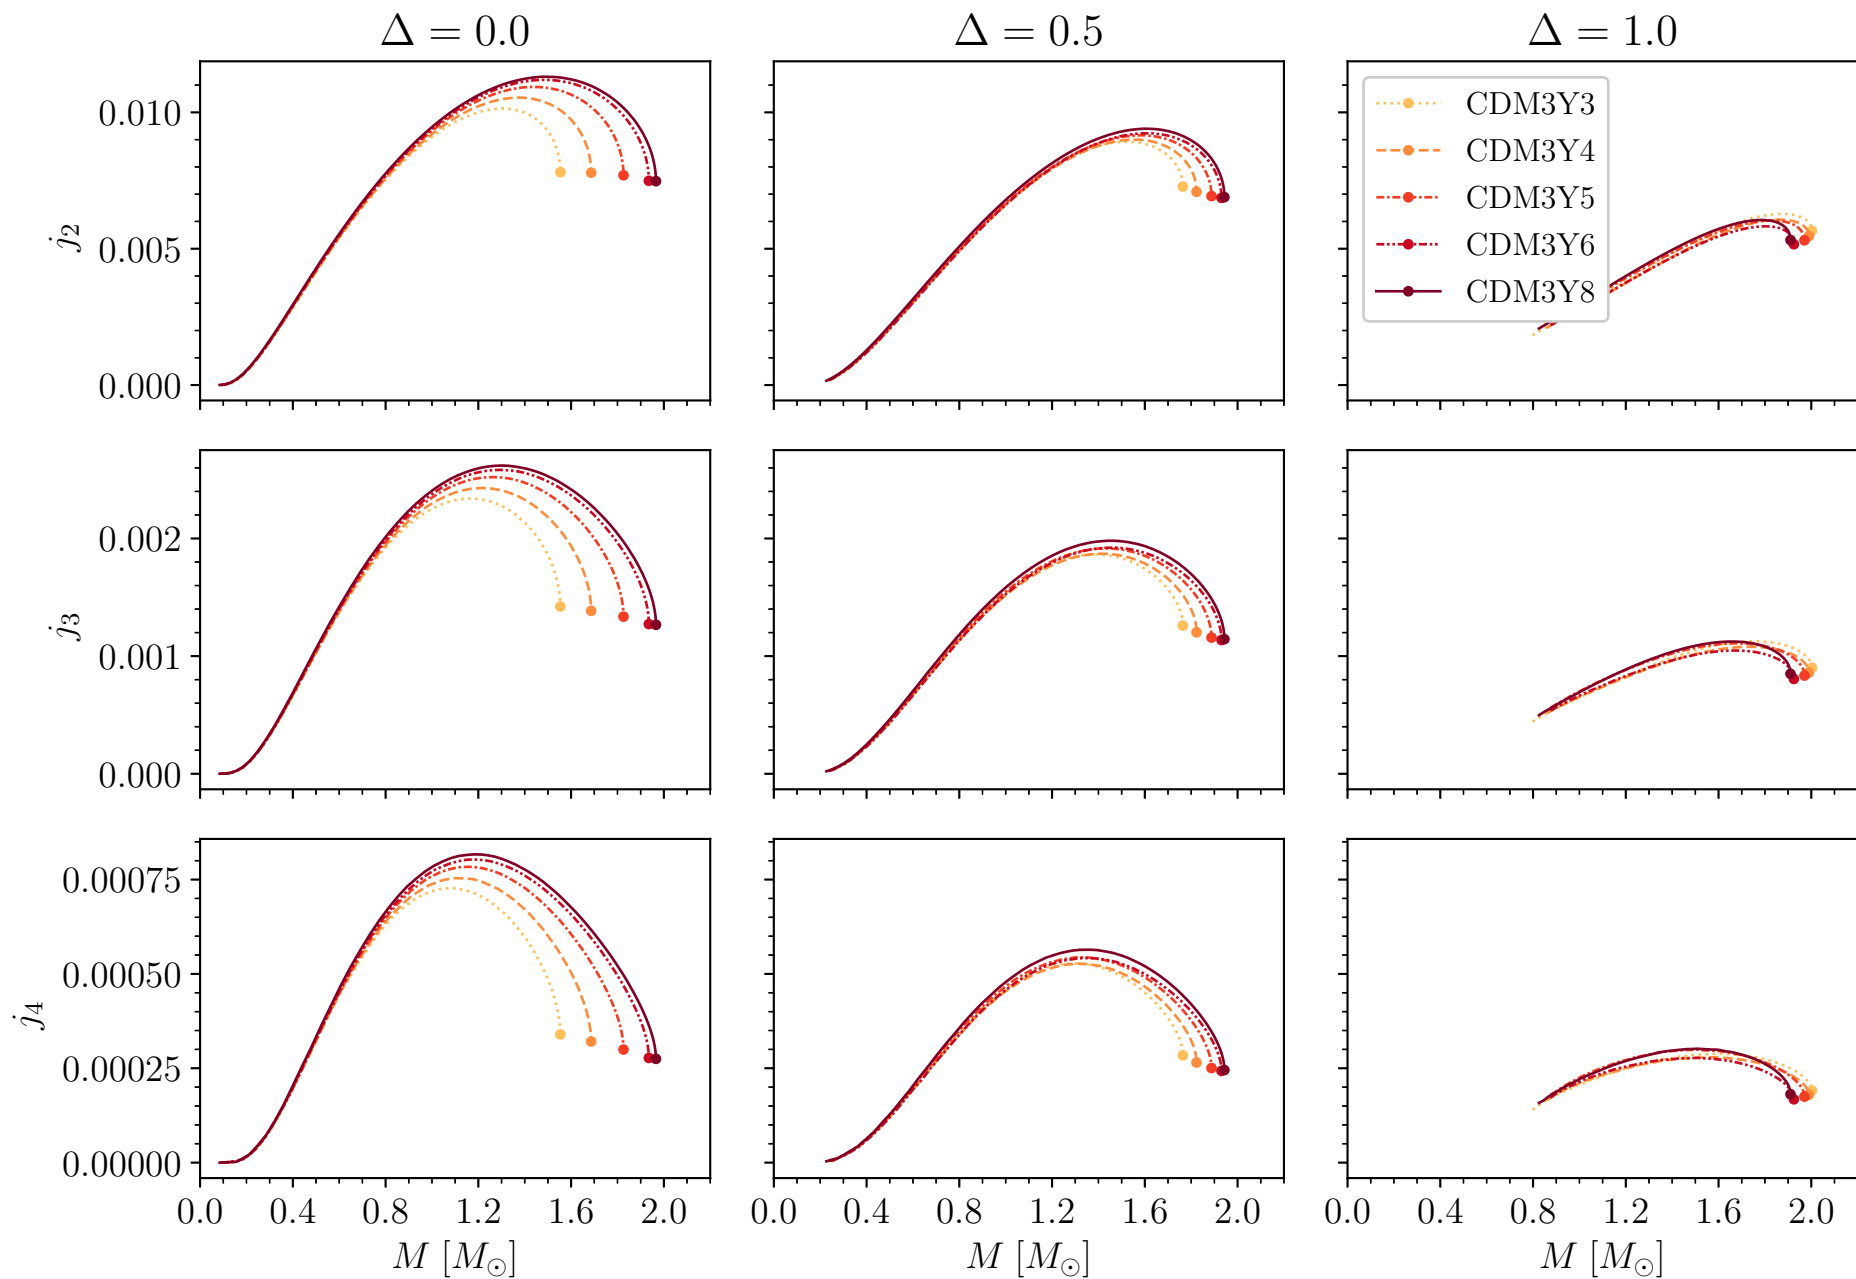 Δ = 0.0
Δ = 0.5
Δ = 1.0
0.010
0.005
0.000
j₂
CDM3Y3
CDM3Y4
CDM3Y5
CDM3Y6
CDM3Y8
0.002
0.001
0.000
j₃
0.00075
0.00050
0.00025
0.00000
j₄
0.0 0.4 0.8 1.2 1.6 2.0
0.0 0.4 0.8 1.2 1.6 2.0
0.0 0.4 0.8 1.2 1.6 2.0
M [M⊙]
M [M⊙]
M [M⊙]